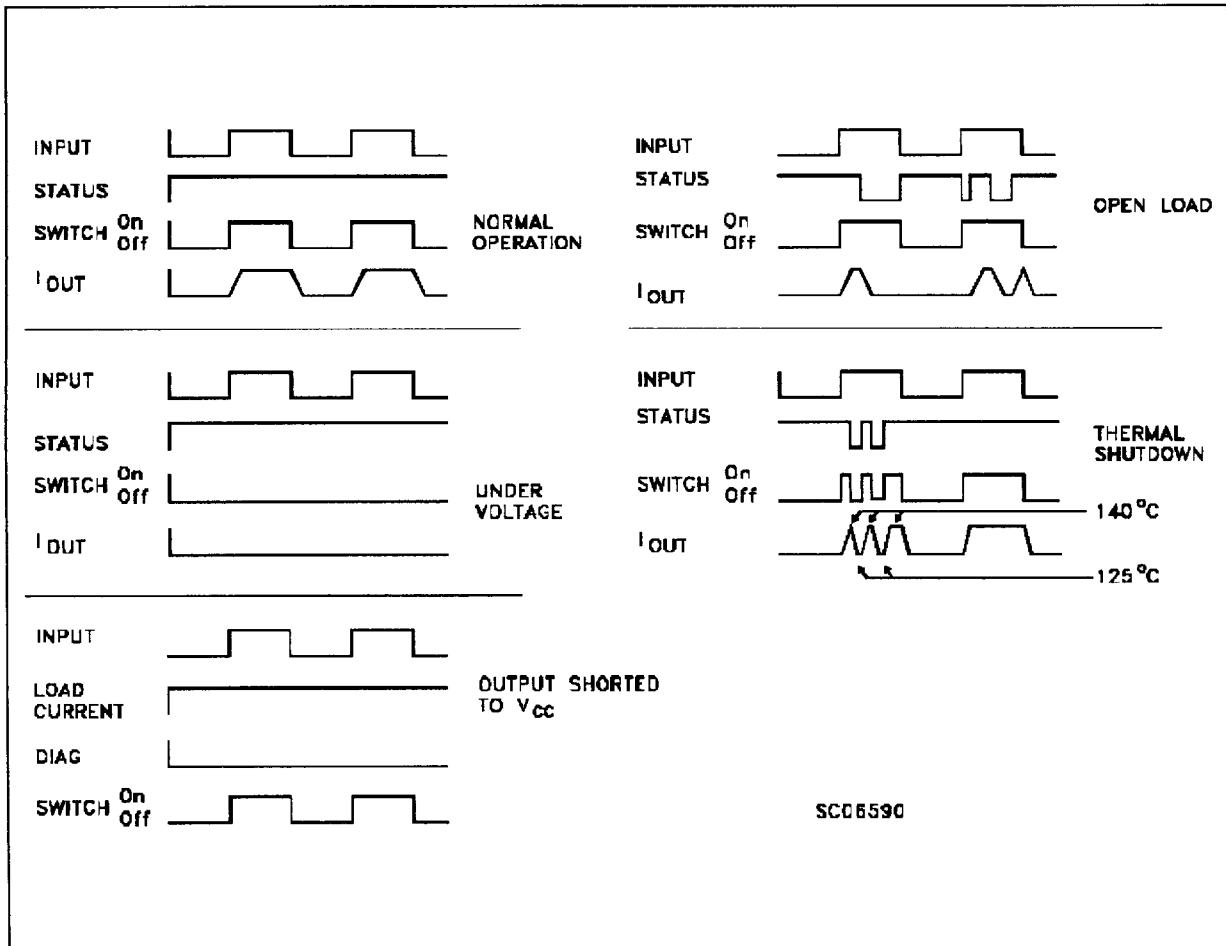 INPUT
STATUS
SWITCH On
Off
I OUT
NORMAL
OPERATION
INPUT
STATUS
SWITCH On
Off
I OUT
OPEN LOAD
INPUT
STATUS
SWITCH On
Off
I OUT
UNDER
VOLTAGE
INPUT
STATUS
SWITCH On
Off
I OUT
THERMAL
SHUTDOWN
140°C
125°C
INPUT
LOAD
CURRENT
DIAG
SWITCH On
Off
OUTPUT SHORTED
TO VCC
SC06590